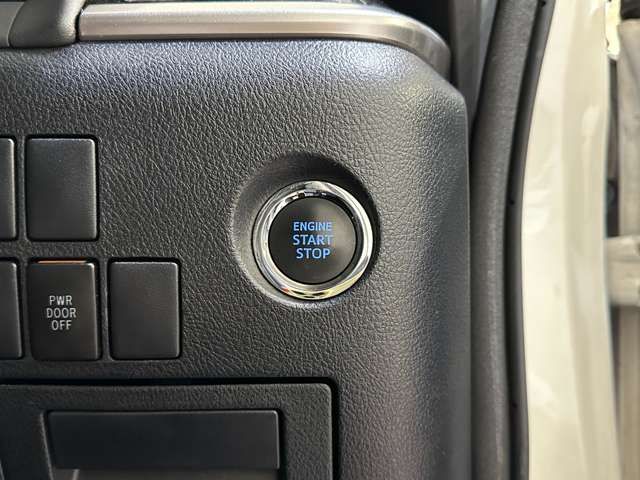 ENGINE
START
STOP
PWR
DOOR
OFF